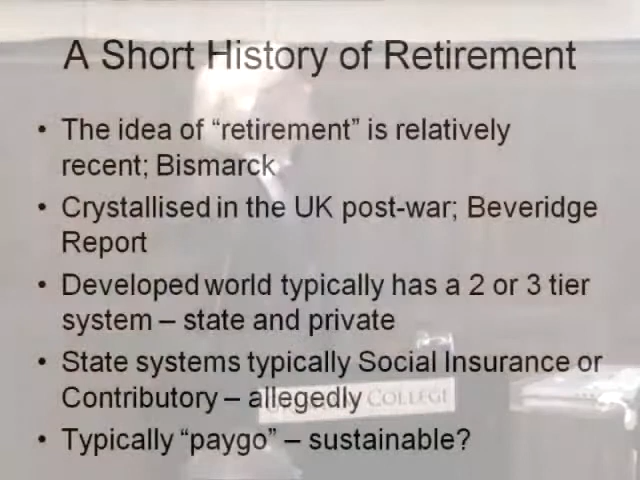 A Short History of Retirement
• The idea of “retirement” is relatively
recent; Bismarck
• Crystallised in the UK post-war; Beveridge
Report
• Developed world typically has a 2 or 3 tier
system – state and private
• State systems typically Social Insurance or
Contributory – allegedly
COLLEGE
• Typically “paygo” – sustainable?